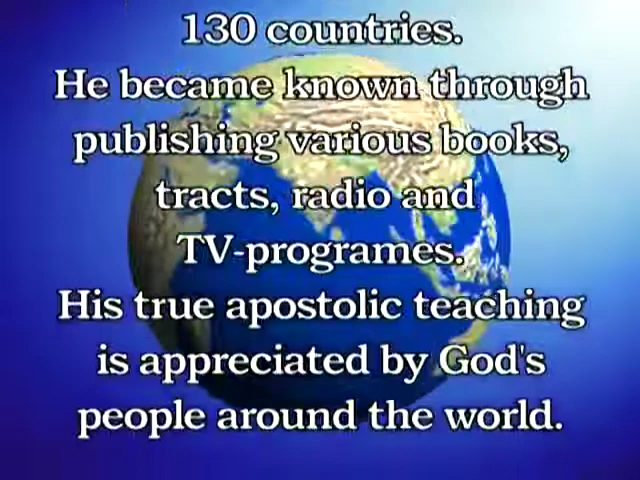 130 countries.
He became known through
publishing various books,
tracts, radio and
TV-programes.
His true apostolic teaching
is appreciated by God's
people around the world.